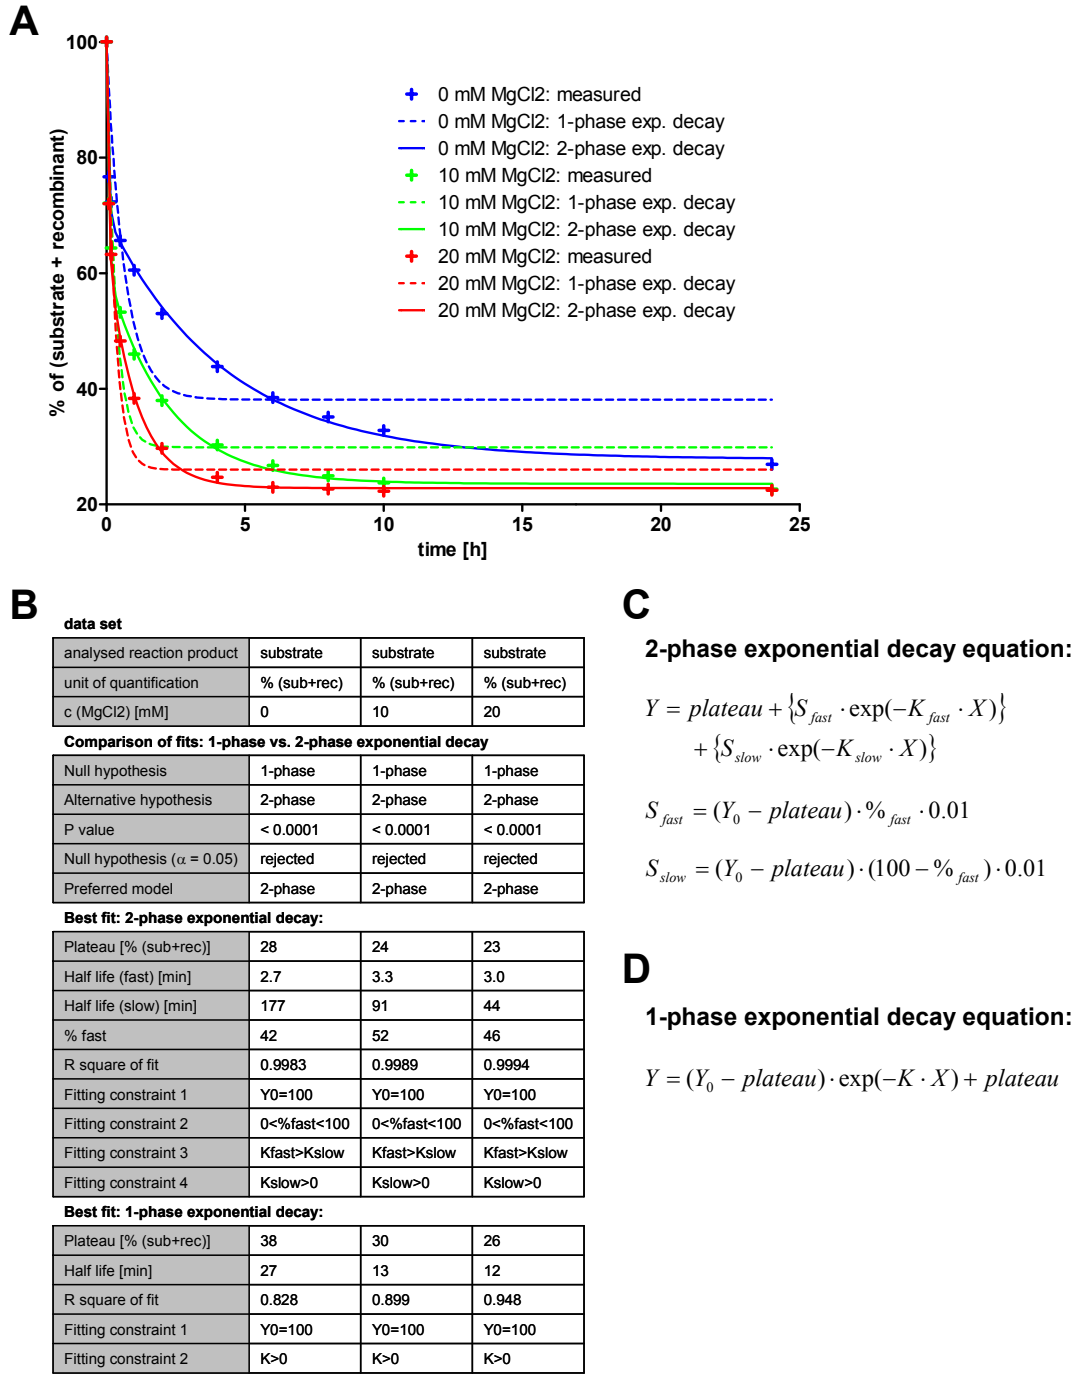 A
100
80
60
40
20
0
5
10
15
20
25
% of (substrate + recombinant)
time [h]
0 mM MgCl2: measured
0 mM MgCl2: 1-phase exp. decay
0 mM MgCl2: 2-phase exp. decay
10 mM MgCl2: measured
10 mM MgCl2: 1-phase exp. decay
10 mM MgCl2: 2-phase exp. decay
20 mM MgCl2: measured
20 mM MgCl2: 1-phase exp. decay
20 mM MgCl2: 2-phase exp. decay
B
data set
analysed reaction product substrate substrate substrate
unit of quantification % (sub+rec) % (sub+rec) % (sub+rec)
c (MgCl2) [mM] 0 10 20
Comparison of fits: 1-phase vs. 2-phase exponential decay
Null hypothesis 1-phase 1-phase 1-phase
Alternative hypothesis 2-phase 2-phase 2-phase
P value < 0.0001 < 0.0001 < 0.0001
Null hypothesis (α = 0.05) rejected rejected rejected
Preferred model 2-phase 2-phase 2-phase
Best fit: 2-phase exponential decay:
Plateau [% (sub+rec)] 28 24 23
Half life (fast) [min] 2.7 3.3 3.0
Half life (slow) [min] 177 91 44
% fast 42 52 46
R square of fit 0.9983 0.9989 0.9994
Fitting constraint 1 Y0=100 Y0=100 Y0=100
Fitting constraint 2 0<%fast<100 0<%fast<100 0<%fast<100
Fitting constraint 3 Kfast>Kslow Kfast>Kslow Kfast>Kslow
Fitting constraint 4 Kslow>0 Kslow>0 Kslow>0
Best fit: 1-phase exponential decay:
Plateau [% (sub+rec)] 38 30 26
Half life [min] 27 13 12
R square of fit 0.828 0.899 0.948
Fitting constraint 1 Y0=100 Y0=100 Y0=100
Fitting constraint 2 K>0 K>0 K>0
C
2-phase exponential decay equation:
Y = plateau + {S_fast · exp(−K_fast · X)}
+ {S_slow · exp(−K_slow · X)}
S_fast = (Y_0 − plateau) · %_fast · 0.01
S_slow = (Y_0 − plateau) · (100 − %_fast) · 0.01
D
1-phase exponential decay equation:
Y = (Y_0 − plateau) · exp(−K · X) + plateau